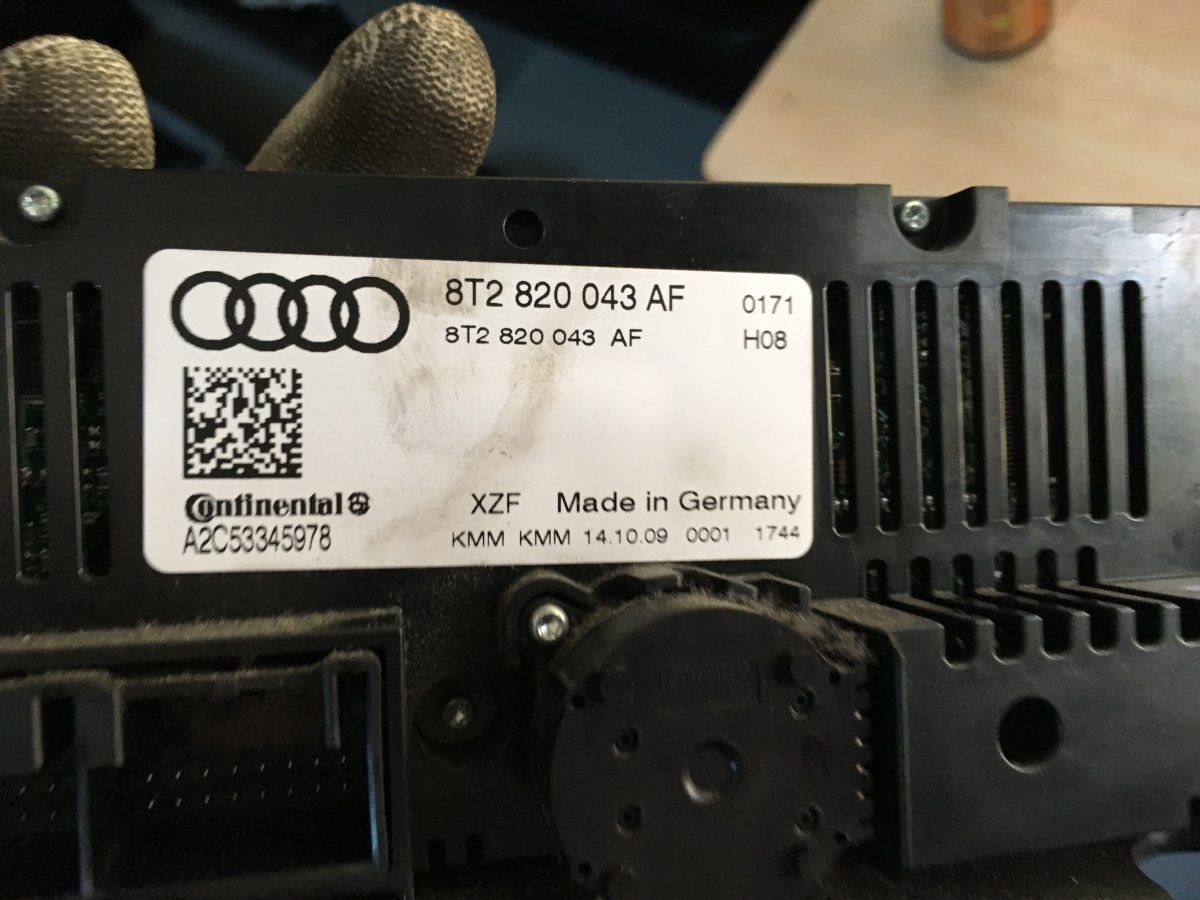 8T2 820 043 AF 0171
8T2 820 043 AF H08
Continental
A2C53345978
XZF Made in Germany
KMM KMM 14.10.09 0001 1744